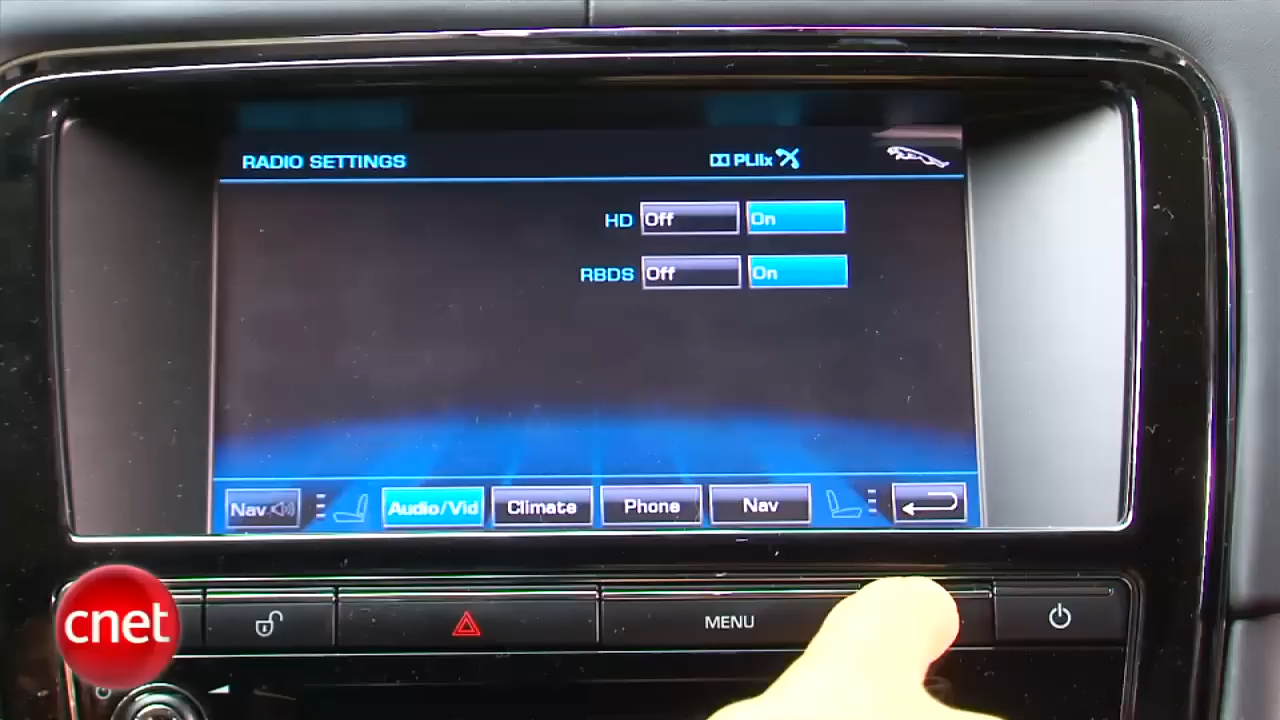 RADIO SETTINGS
PLIIx
HD Off On
RBDS Off On
Nav Audio/Vid Climate Phone Nav
MENU
cnet